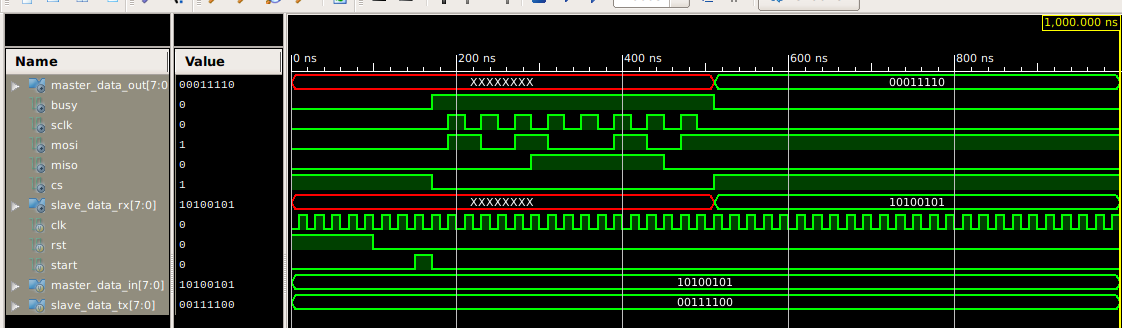 1,000.000 ns
Name Value 0 ns 200 ns 400 ns 600 ns 800 ns
master_data_out[7:0 00011110 XXXXXXXX 00011110
busy 0
sclk 0
mosi 1
miso 0
cs 1
slave_data_rx[7:0] 10100101 XXXXXXXX 10100101
clk 0
rst 0
start 0
master_data_in[7:0] 10100101 10100101
slave_data_tx[7:0] 00111100 00111100